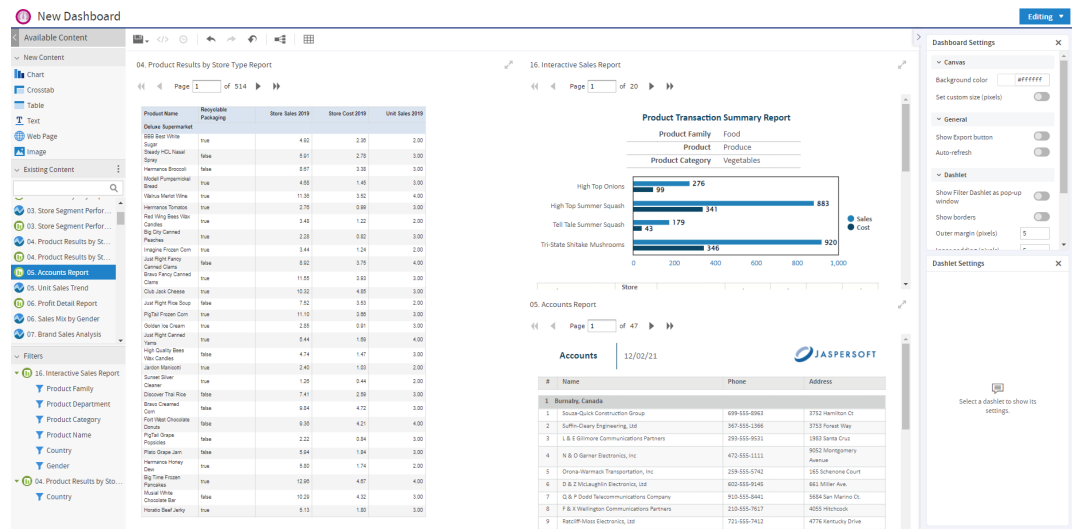 New Dashboard
Editing
Available Content
New Content
Chart
Crosstab
Table
Text
Web Page
Image
Existing Content
03. Store Segment Perfor...
03. Store Segment Perfor...
04. Product Results by St...
04. Product Results by St...
05. Accounts Report
05. Unit Sales Trend
06. Profit Detail Report
06. Sales Mix by Gender
07. Brand Sales Analysis
Filters
16. Interactive Sales Report
Product Family
Product Department
Product Category
Product Name
Country
Gender
04. Product Results by Sto...
Country
04. Product Results by Store Type Report
Page 1 of 514
Product Name Recyclable Packaging Store Sales 2019 Store Cost 2019 Unit Sales 2019
Deluxe Supermarket
BBB Best White Sugar true 4.92 2.36 2.00
Steady HCL Nasal Spray false 5.91 2.78 3.00
Hermanos Broccoli false 8.67 3.38 3.00
Modell Pumpernickel Bread true 4.68 1.45 3.00
Walrus Merlot Wine true 11.36 3.52 4.00
Hermanos Tomatos true 2.76 0.99 3.00
Red Wing Bees Wax Candles true 3.48 1.22 2.00
Big City Canned Peaches true 2.28 0.82 3.00
Imagine Frozen Corn true 3.44 1.24 2.00
Just Right Fancy Canned Clams false 8.92 3.75 4.00
Bravo Fancy Canned Clams true 11.55 3.93 3.00
Club Jack Cheese true 10.32 4.85 3.00
Just Right Rice Soup false 7.52 3.53 2.00
PigTail Frozen Corn true 11.10 3.66 3.00
Golden Ice Cream true 2.85 0.91 3.00
Just Right Canned Yams true 5.44 1.69 4.00
High Quality Bees Wax Candles false 4.74 1.47 3.00
Jardon Manicotti true 2.40 1.03 2.00
Sunset Silver Cleaner true 1.26 0.44 2.00
Discover Thai Rice false 7.41 2.59 3.00
Bravo Creamed Corn false 9.84 4.72 3.00
Fort West Chocolate Donuts false 9.36 4.21 4.00
PigTail Grape Popsicles false 2.22 0.84 3.00
Plato Grape Jam false 5.94 1.84 3.00
Hermanos Honey Dew true 5.80 1.74 2.00
Big Time Frozen Pancakes true 12.96 4.67 4.00
Musial White Chocolate Bar false 10.29 4.32 3.00
Horatio Beef Jerky true 5.13 1.80 3.00
16. Interactive Sales Report
Page 1 of 20
Product Transaction Summary Report
Product Family Food
Product Produce
Product Category Vegetables
High Top Onions 276 99
High Top Summer Squash 883 341
Tell Tale Summer Squash 179 43
Tri-State Shitake Mushrooms 920 346
0 200 400 600 800 1,000
Sales
Cost
Store
05. Accounts Report
Page 1 of 47
Accounts 12/02/21
JASPERSOFT
# Name Phone Address
1 Burnaby, Canada
1 Souza-Quick Construction Group 699-555-8963 3752 Hamilton Ct
2 Suffin-Cleary Engineering, Ltd 367-555-1366 3753 Forest Way
3 L & E Gillmore Communications Partners 293-555-9531 1963 Santa Cruz
4 N & O Garner Electronics, Inc 472-555-1111 9052 Montgomery Avenue
5 Orona-Warmack Transportation, Inc 259-555-5742 165 Schenone Court
6 D & Z McLaughlin Electronics, Ltd 602-555-9145 661 Miller Ave.
7 Q & P Dodd Telecommunications Company 910-555-8441 5684 San Marino Ct.
8 F & X Wellington Communications Partners 210-555-7617 4055 Hitchcock
9 Ratcliff-Moss Electronics, Ltd 721-555-7412 4776 Kentucky Drive
Dashboard Settings
Canvas
Background color #ffffff
Set custom size (pixels)
General
Show Export button
Auto-refresh
Dashlet
Show Filter Dashlet as pop-up window
Show borders
Outer margin (pixels) 5
Dashlet Settings
Select a dashlet to show its settings.